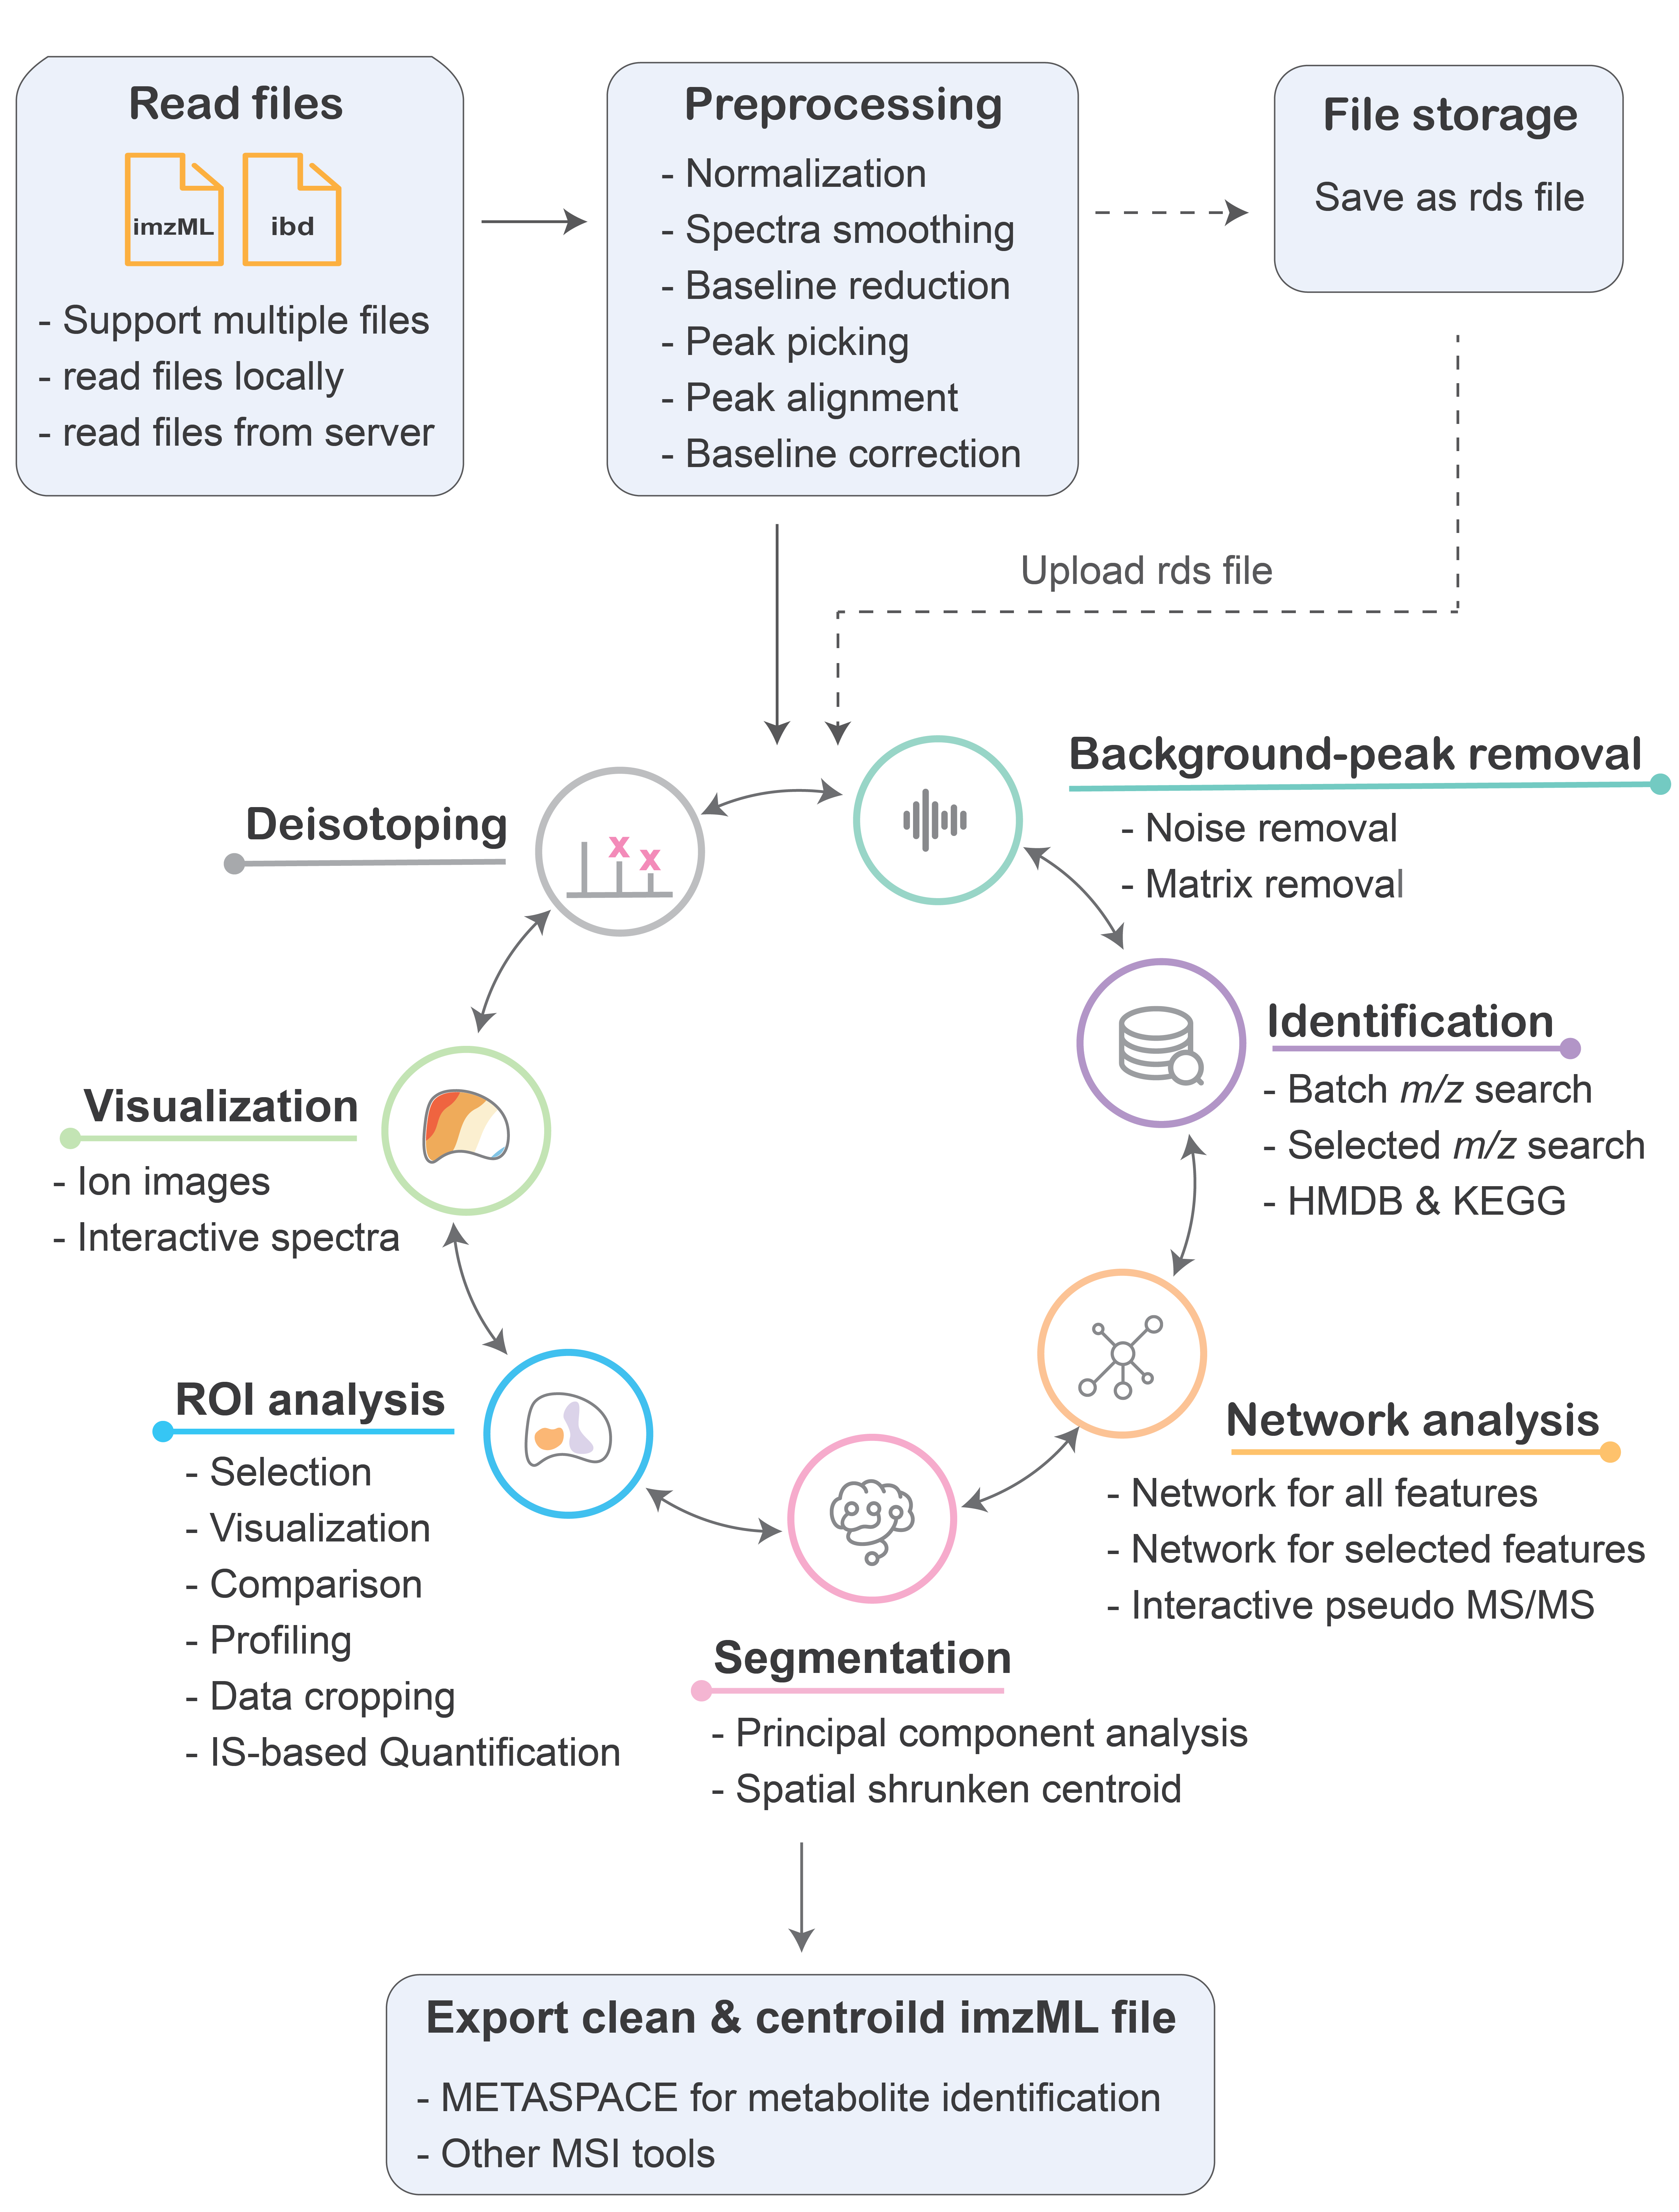 Read files
imzML
ibd
- Support multiple files
- read files locally
- read files from server
Preprocessing
- Normalization
- Spectra smoothing
- Baseline reduction
- Peak picking
- Peak alignment
- Baseline correction
File storage
Save as rds file
Upload rds file
Background-peak removal
- Noise removal
- Matrix removal
Deisotoping
x
x
Identification
- Batch m/z search
- Selected m/z search
- HMDB & KEGG
Visualization
- Ion images
- Interactive spectra
ROI analysis
- Selection
- Visualization
- Comparison
- Profiling
- Data cropping
- IS-based Quantification
Network analysis
- Network for all features
- Network for selected features
- Interactive pseudo MS/MS
Segmentation
- Principal component analysis
- Spatial shrunken centroid
Export clean & centroild imzML file
- METASPACE for metabolite identification
- Other MSI tools